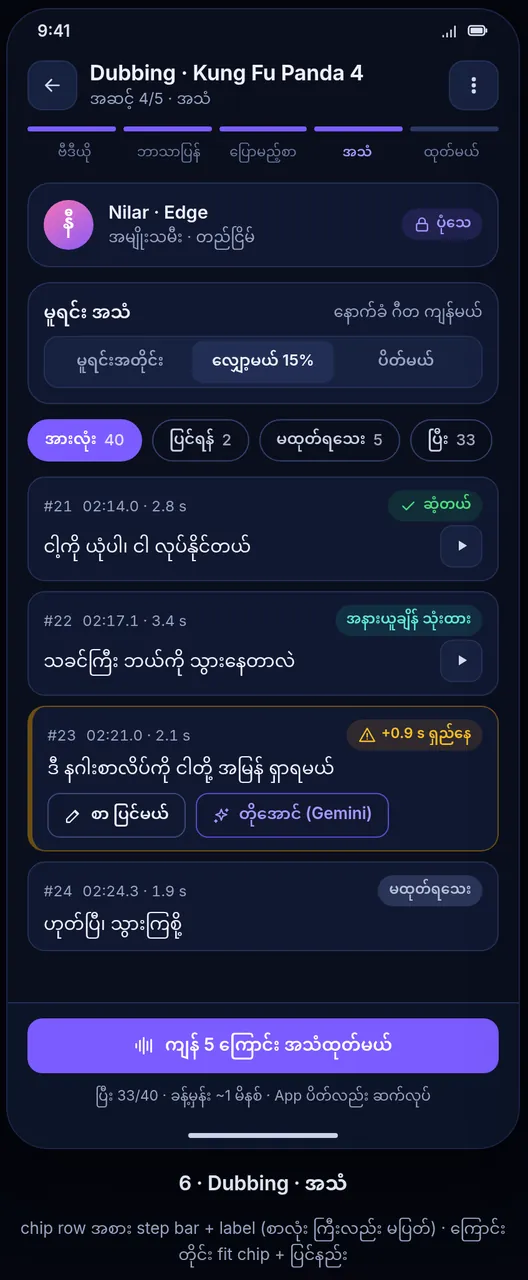 9:41
Dubbing · Kung Fu Panda 4
အဆင့် 4/5 · အသံ
ဗီဒီယို ဘာသာပြန် ပြောမည့်စာ အသံ ထုတ်မယ်
နီ
Nilar · Edge
အမျိုးသမီး · တည်ငြိမ်
ပုံသေ
မူရင်း အသံ
နောက်ခံ ဂီတ ကျန်မယ်
မူရင်းအတိုင်း လျှော့မယ် 15% ပိတ်မယ်
အားလုံး 40 ပြင်ရန် 2 မထုတ်ရသေး 5 ပြီး 33
#21 02:14.0 · 2.8 s
ဆံ့တယ်
ငါ့ကို ယုံပါ၊ ငါ လုပ်နိုင်တယ်
#22 02:17.1 · 3.4 s
အနားယူချိန် သုံးထား
သခင်ကြီး ဘယ်ကို သွားနေတာလဲ
#23 02:21.0 · 2.1 s
+0.9 s ရှည်နေ
ဒီ နဂါးစာလိပ်ကို ငါတို့ အမြန် ရှာရမယ်
စာ ပြင်မယ် တိုအောင် (Gemini)
#24 02:24.3 · 1.9 s
မထုတ်ရသေး
ဟုတ်ပြီ၊ သွားကြစို့
ကျန် 5 ကြောင်း အသံထုတ်မယ်
ပြီး 33/40 · ခန့်မှန်း ~1 မိနစ် · App ပိတ်လည်း ဆက်လုပ်
6 · Dubbing · အသံ
chip row အစား step bar + label (စာလုံး ကြီးလည်း မပြတ်) · ကြောင်း
တိုင်း fit chip + ပြင်နည်း